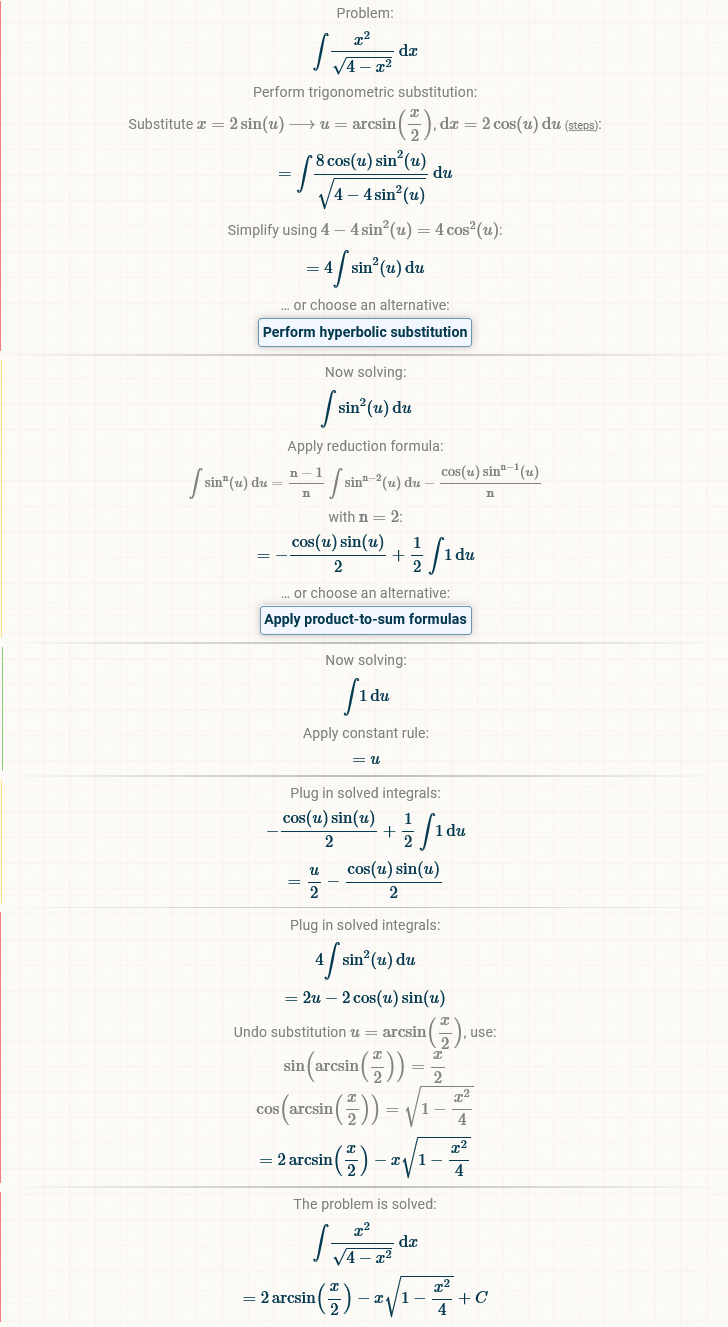 Problem:
∫ x²/√(4 − x²) dx
Perform trigonometric substitution:
Substitute x = 2 sin(u) ⟶ u = arcsin(x/2), dx = 2 cos(u) du (steps):
= ∫ 8 cos(u) sin²(u)/√(4 − 4 sin²(u)) du
Simplify using 4 − 4 sin²(u) = 4 cos²(u):
= 4∫ sin²(u) du
… or choose an alternative:
Perform hyperbolic substitution
Now solving:
∫ sin²(u) du
Apply reduction formula:
∫ sinⁿ(u) du = (n − 1)/n ∫ sinⁿ⁻²(u) du − cos(u) sinⁿ⁻¹(u)/n
with n = 2:
= − cos(u) sin(u)/2 + 1/2 ∫ 1 du
… or choose an alternative:
Apply product-to-sum formulas
Now solving:
∫ 1 du
Apply constant rule:
= u
Plug in solved integrals:
− cos(u) sin(u)/2 + 1/2 ∫ 1 du
= u/2 − cos(u) sin(u)/2
Plug in solved integrals:
4∫ sin²(u) du
= 2u − 2 cos(u) sin(u)
Undo substitution u = arcsin(x/2), use:
sin(arcsin(x/2)) = x/2
cos(arcsin(x/2)) = √(1 − x²/4)
= 2 arcsin(x/2) − x√(1 − x²/4)
The problem is solved:
∫ x²/√(4 − x²) dx
= 2 arcsin(x/2) − x√(1 − x²/4) + C